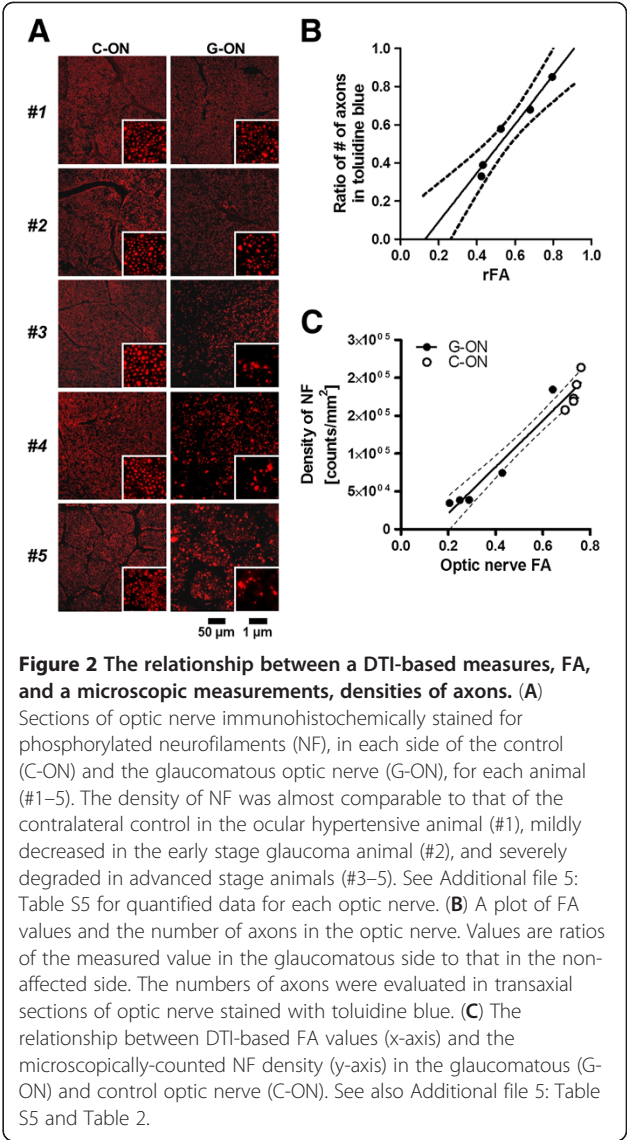 A
C-ON G-ON
#1
#2
#3
#4
#5
50 µm 1 µm
B
Ratio of # of axons
in toluidine blue
1.0
0.8
0.6
0.4
0.2
0.0
0.0 0.2 0.4 0.6 0.8 1.0
rFA
C
Density of NF
[counts/mm²]
3×10⁰⁵
2×10⁰⁵
2×10⁰⁵
1×10⁰⁵
5×10⁰⁴
0
G-ON
C-ON
0.0 0.2 0.4 0.6 0.8
Optic nerve FA
Figure 2 The relationship between a DTI-based measures, FA,
and a microscopic measurements, densities of axons. (A)
Sections of optic nerve immunohistochemically stained for
phosphorylated neurofilaments (NF), in each side of the control
(C-ON) and the glaucomatous optic nerve (G-ON), for each animal
(#1–5). The density of NF was almost comparable to that of the
contralateral control in the ocular hypertensive animal (#1), mildly
decreased in the early stage glaucoma animal (#2), and severely
degraded in advanced stage animals (#3–5). See Additional file 5:
Table S5 for quantified data for each optic nerve. (B) A plot of FA
values and the number of axons in the optic nerve. Values are ratios
of the measured value in the glaucomatous side to that in the non-
affected side. The numbers of axons were evaluated in transaxial
sections of optic nerve stained with toluidine blue. (C) The
relationship between DTI-based FA values (x-axis) and the
microscopically-counted NF density (y-axis) in the glaucomatous (G-
ON) and control optic nerve (C-ON). See also Additional file 5: Table
S5 and Table 2.